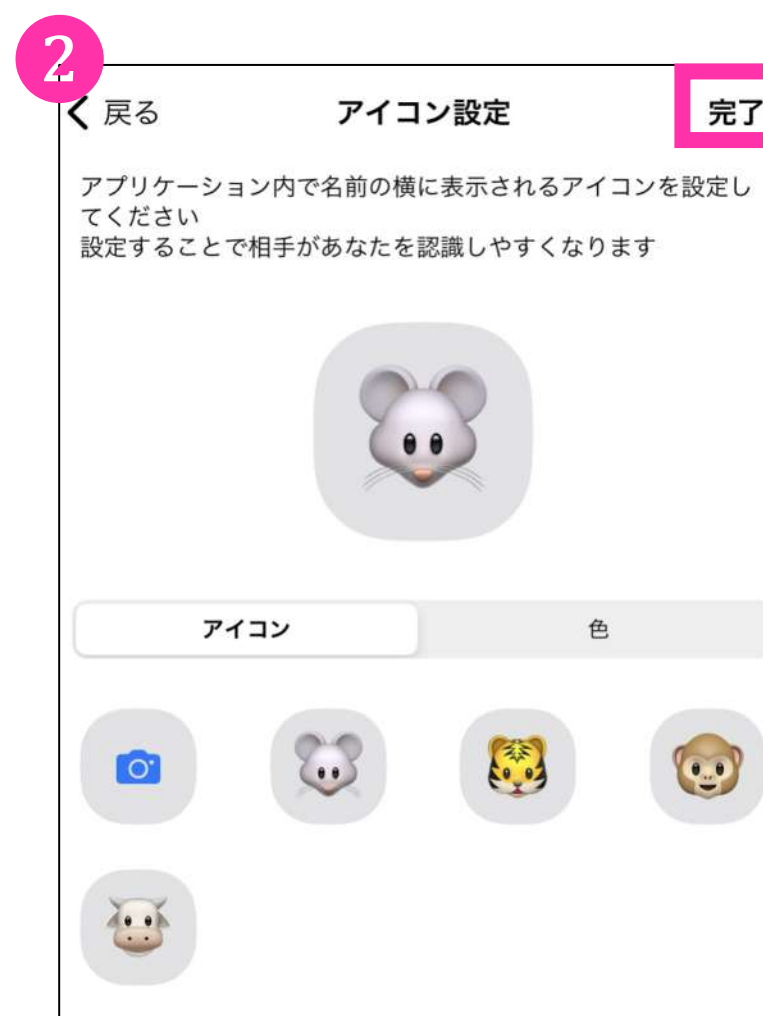 2
戻る
アイコン設定
完了
アプリケーション内で名前の横に表示されるアイコンを設定し
てください
設定することで相手があなたを認識しやすくなります
アイコン
色